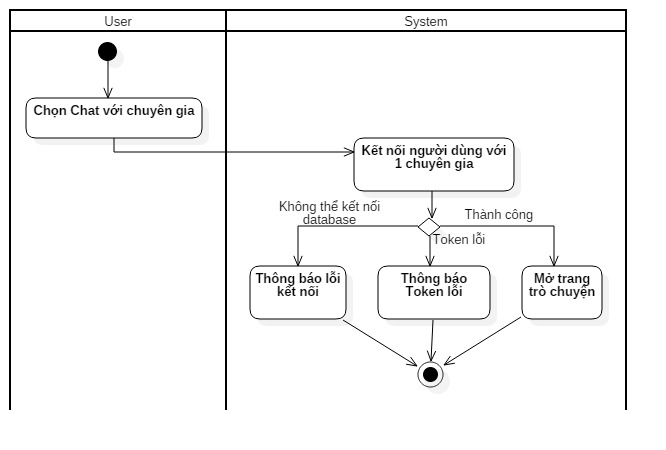 User
System
Chọn Chat với chuyên gia
Kết nối người dùng với
1 chuyên gia
Không thể kết nối
database
Thành công
Token lỗi
Thông báo lỗi
kết nối
Thông báo
Token lỗi
Mở trang
trò chuyện